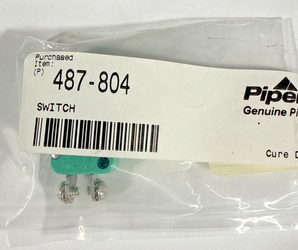 Purchased
Item:
(P)
487-804
SWITCH
Piper
Genuine Pi
Cure D